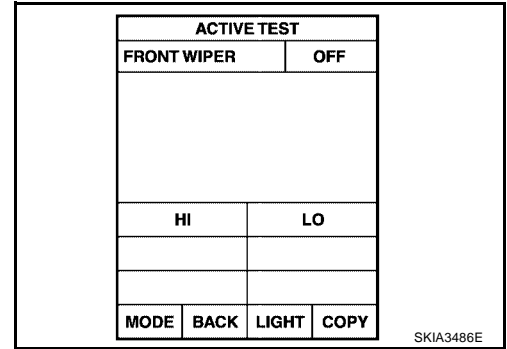 ACTIVE TEST
FRONT WIPER OFF
HI LO
MODE BACK LIGHT COPY
SKIA3486E